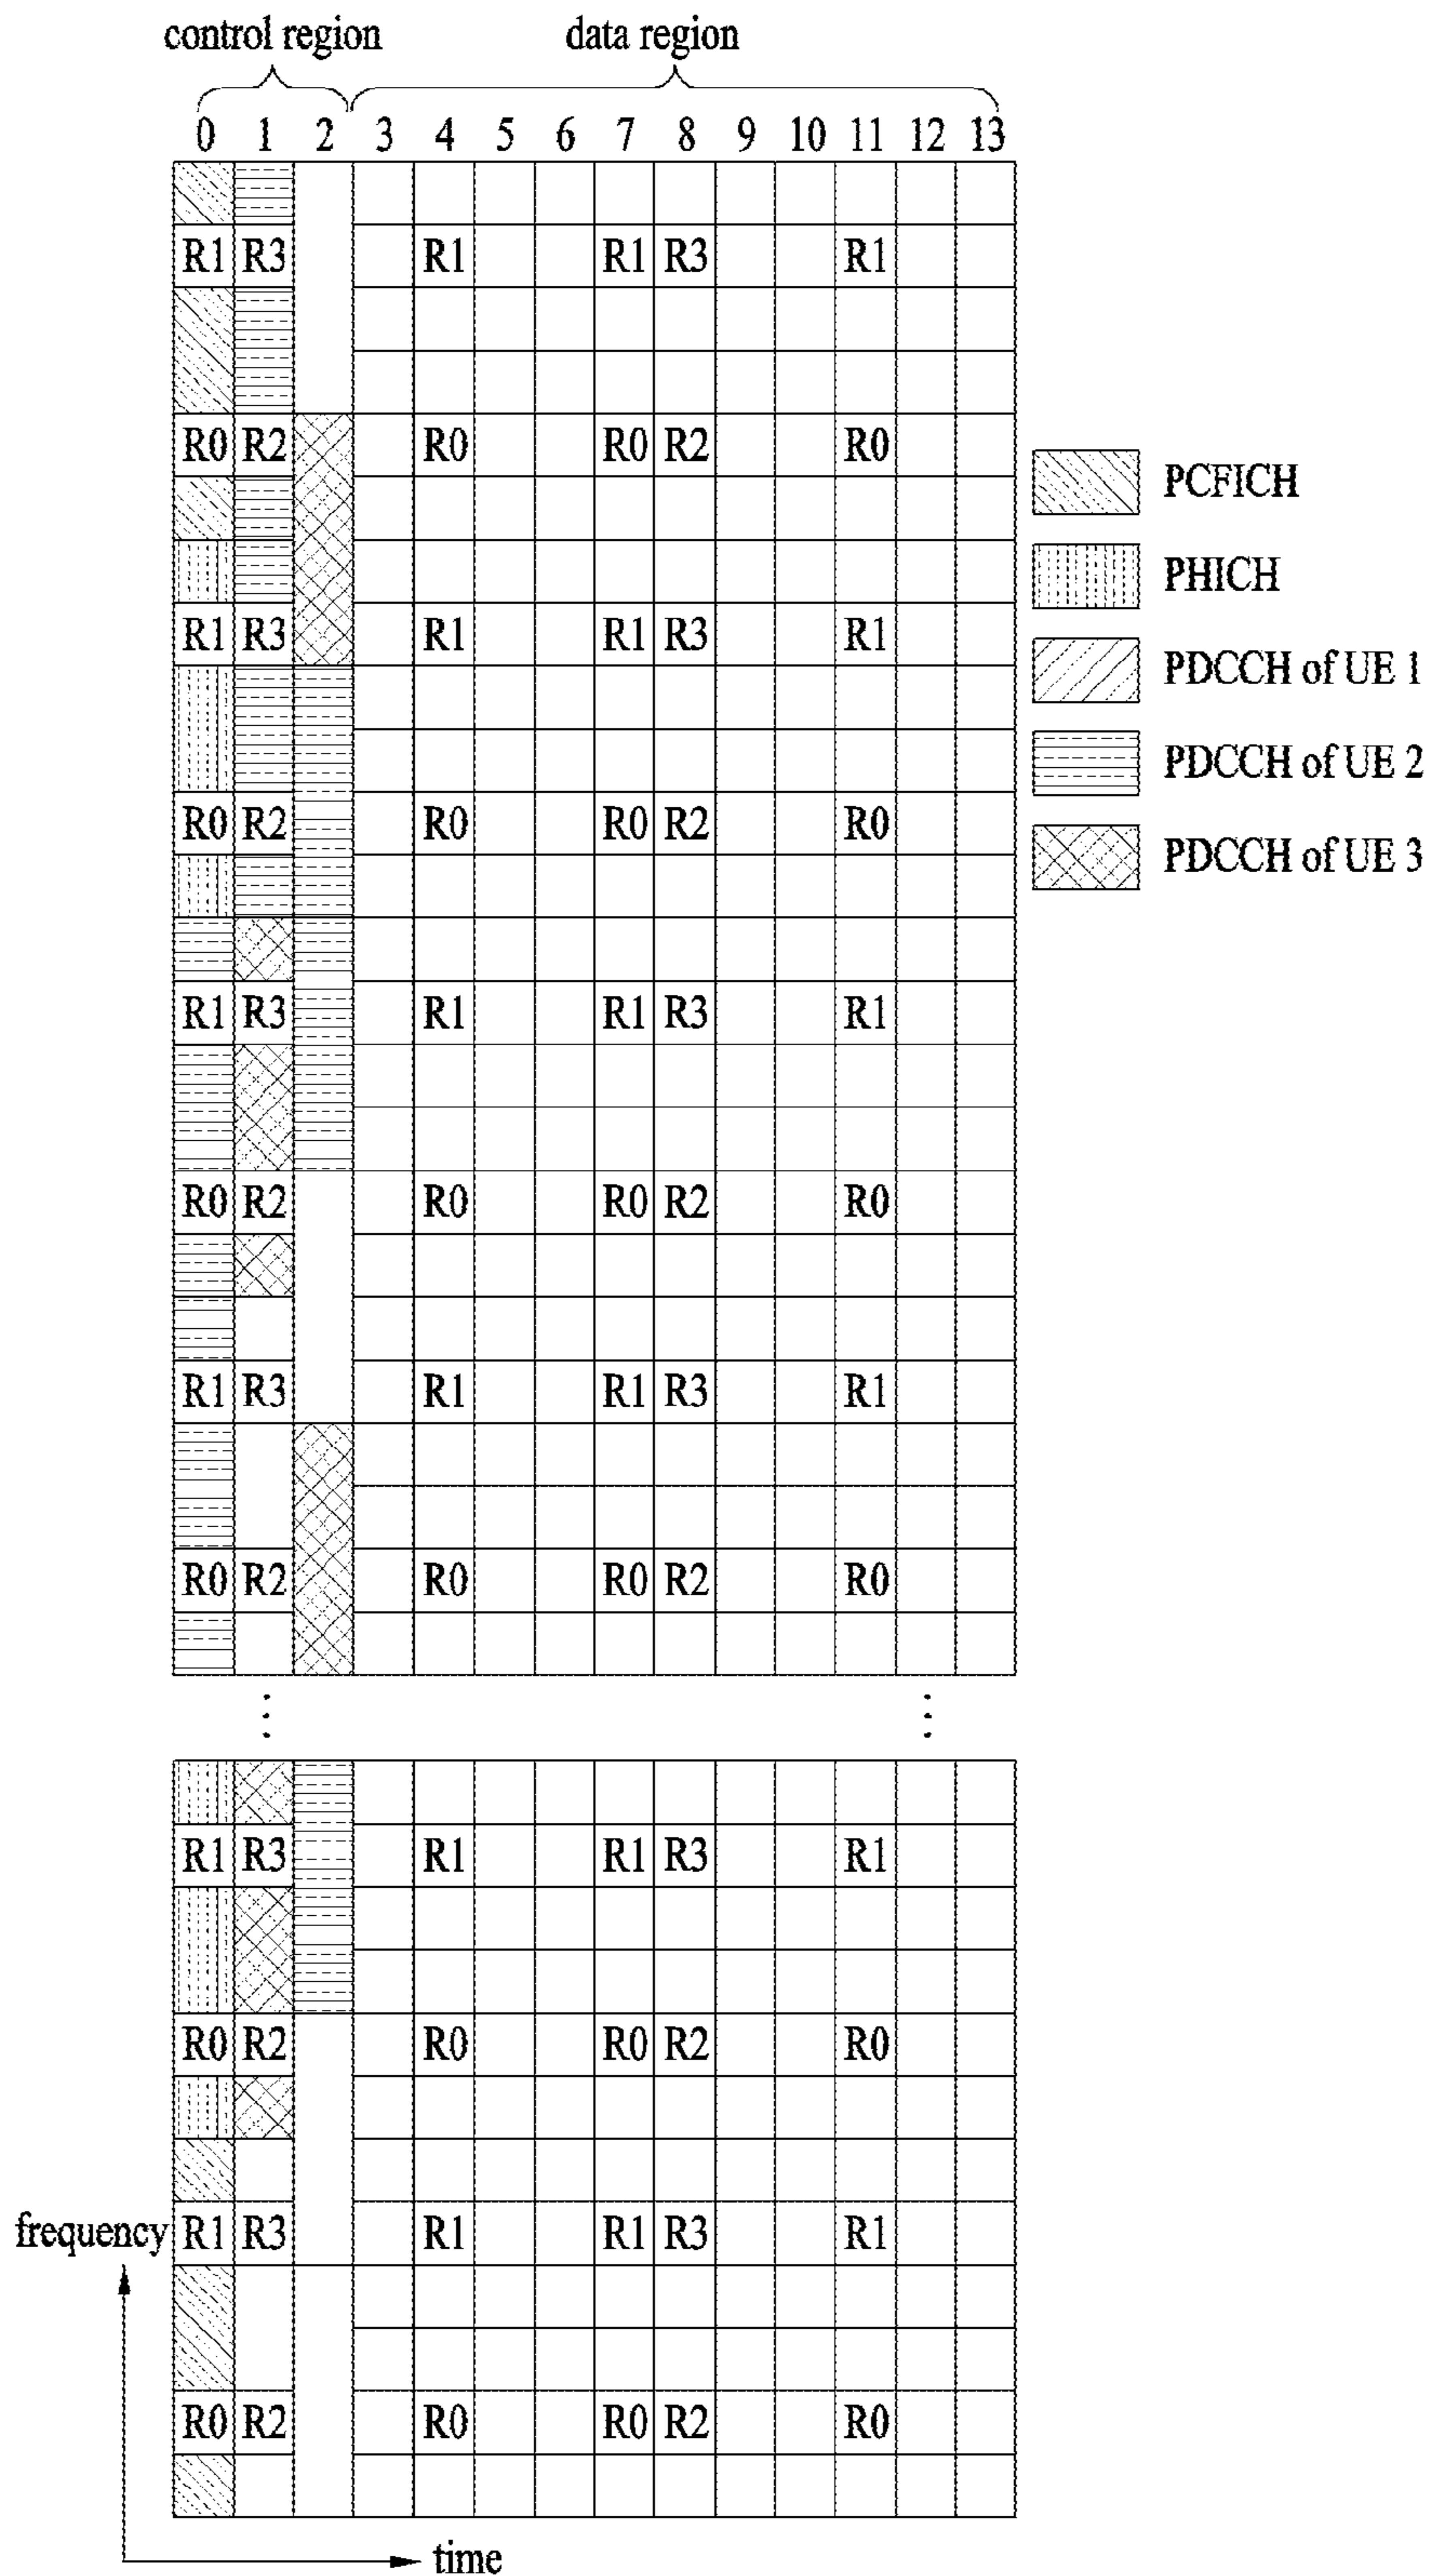 control region data region
0 1 2 3 4 5 6 7 8 9 10 11 12 13
R1 R3 R1 R1 R3 R1
R0 R2 R0 R0 R2 R0
PCFICH
PHICH
R1 R3 R1 R1 R3 R1
PDCCH of UE 1
PDCCH of UE 2
R0 R2 R0 R0 R2 R0
PDCCH of UE 3
R1 R3 R1 R1 R3 R1
R0 R2 R0 R0 R2 R0
R1 R3 R1 R1 R3 R1
R0 R2 R0 R0 R2 R0
R1 R3 R1 R1 R3 R1
R0 R2 R0 R0 R2 R0
frequency R1 R3 R1 R1 R3 R1
R0 R2 R0 R0 R2 R0
time